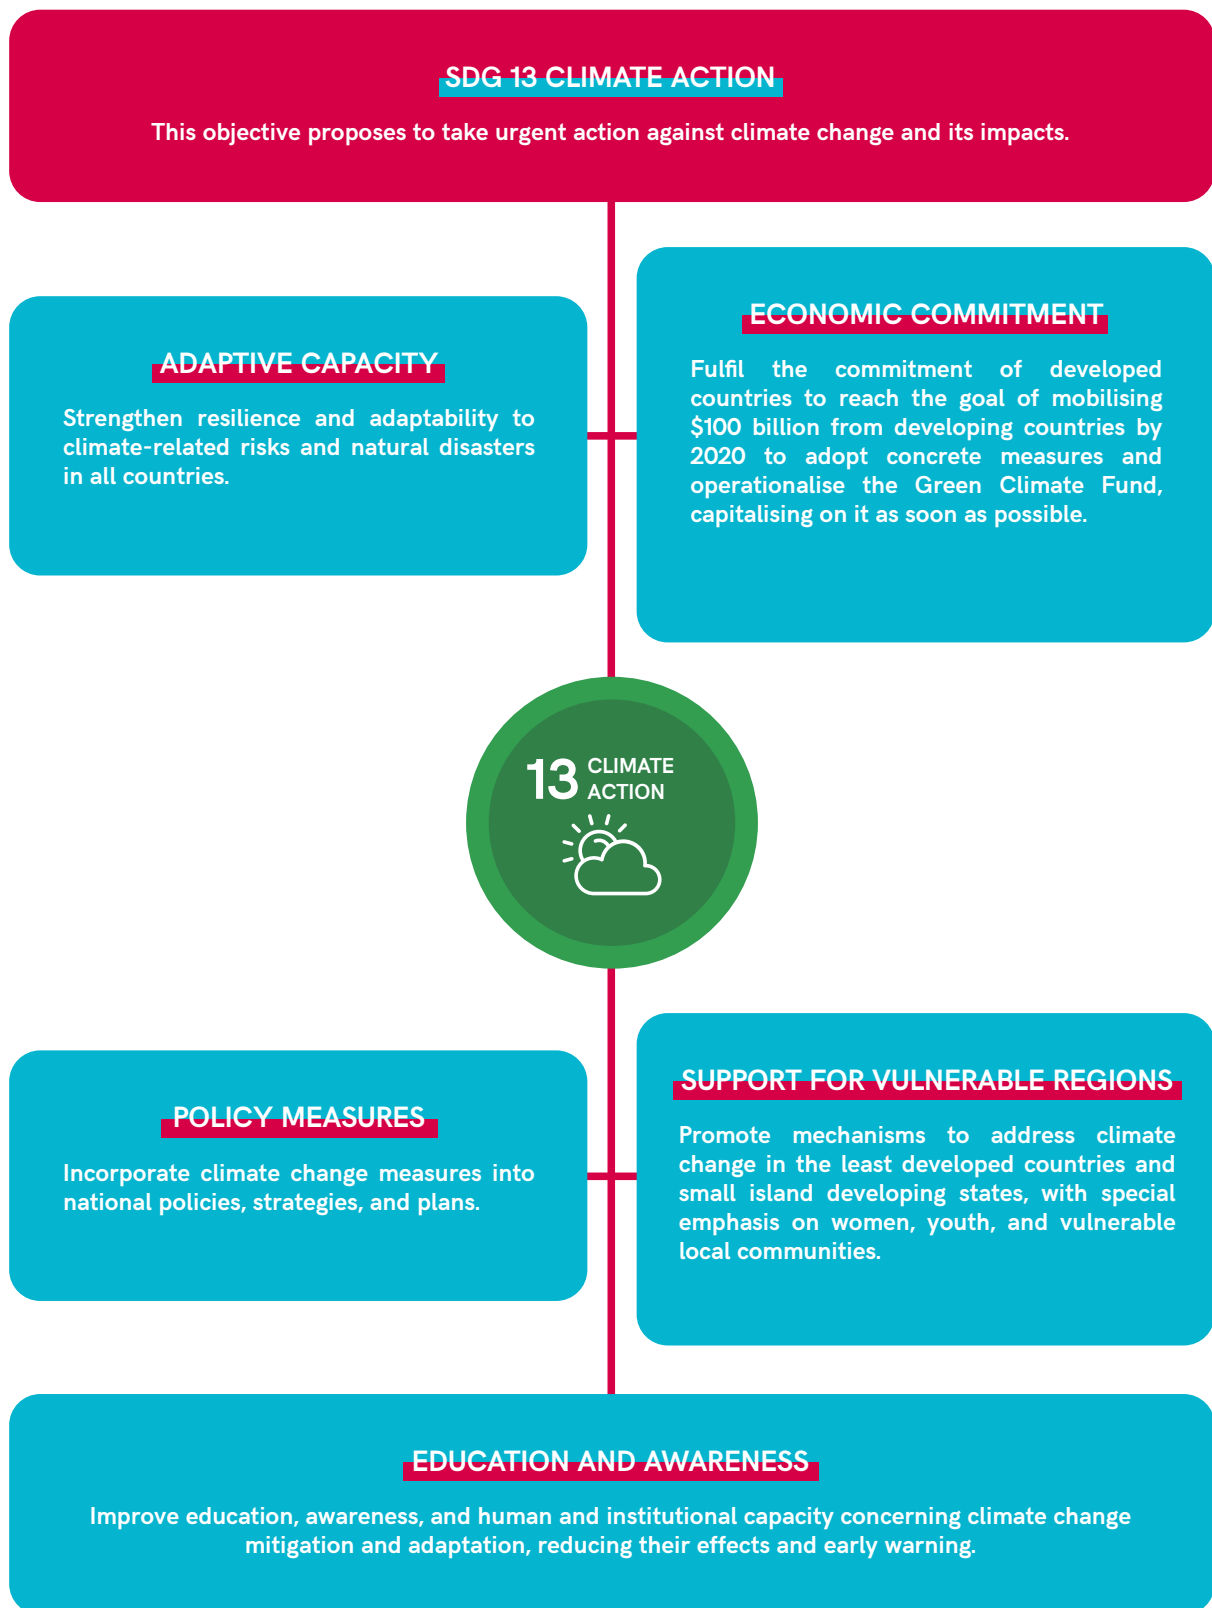 SDG 13 CLIMATE ACTION
This objective proposes to take urgent action against climate change and its impacts.
ADAPTIVE CAPACITY
Strengthen resilience and adaptability to
climate-related risks and natural disasters
in all countries.
ECONOMIC COMMITMENT
Fulfil the commitment of developed
countries to reach the goal of mobilising
$100 billion from developing countries by
2020 to adopt concrete measures and
operationalise the Green Climate Fund,
capitalising on it as soon as possible.
13 CLIMATE
ACTION
POLICY MEASURES
Incorporate climate change measures into
national policies, strategies, and plans.
SUPPORT FOR VULNERABLE REGIONS
Promote mechanisms to address climate
change in the least developed countries and
small island developing states, with special
emphasis on women, youth, and vulnerable
local communities.
EDUCATION AND AWARENESS
Improve education, awareness, and human and institutional capacity concerning climate change
mitigation and adaptation, reducing their effects and early warning.